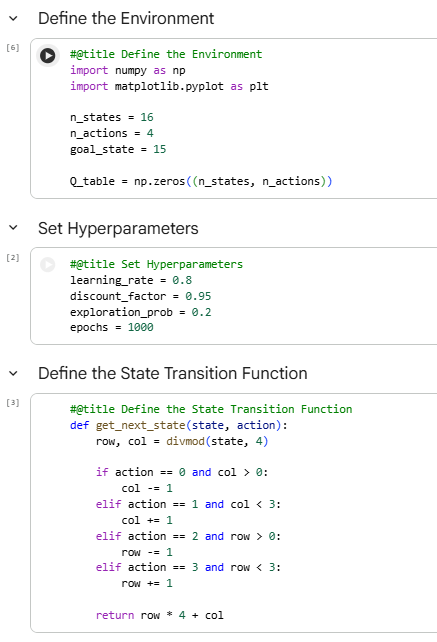 Define the Environment
[6]
#@title Define the Environment
import numpy as np
import matplotlib.pyplot as plt
n_states = 16
n_actions = 4
goal_state = 15
Q_table = np.zeros((n_states, n_actions))
Set Hyperparameters
[2]
#@title Set Hyperparameters
learning_rate = 0.8
discount_factor = 0.95
exploration_prob = 0.2
epochs = 1000
Define the State Transition Function
[3]
#@title Define the State Transition Function
def get_next_state(state, action):
    row, col = divmod(state, 4)
    if action == 0 and col > 0:
        col -= 1
    elif action == 1 and col < 3:
        col += 1
    elif action == 2 and row > 0:
        row -= 1
    elif action == 3 and row < 3:
        row += 1
    return row * 4 + col